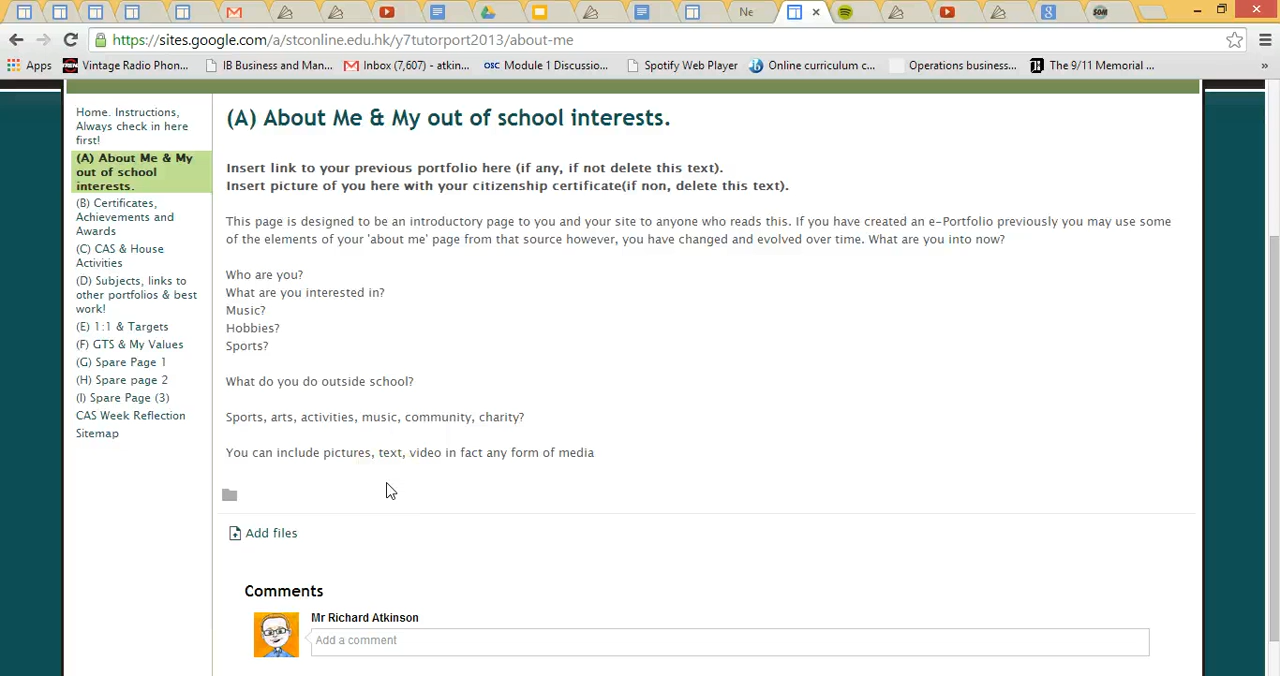 Ne
https://sites.google.com/a/stconline.edu.hk/y7tutorport2013/about-me
Apps Vintage Radio Phon... IB Business and Man... Inbox (7,607) - atkin... OSC Module 1 Discussio... Spotify Web Player Online curriculum c... Operations business... The 9/11 Memorial ... »
Home. Instructions,
Always check in here
first!
(A) About Me & My
out of school
interests.
(B) Certificates,
Achievements and
Awards
(C) CAS & House
Activities
(D) Subjects, links to
other portfolios & best
work!
(E) 1:1 & Targets
(F) GTS & My Values
(G) Spare Page 1
(H) Spare page 2
(I) Spare Page (3)
CAS Week Reflection
Sitemap
(A) About Me & My out of school interests.
Insert link to your previous portfolio here (if any, if not delete this text).
Insert picture of you here with your citizenship certificate(if non, delete this text).
This page is designed to be an introductory page to you and your site to anyone who reads this. If you have created an e-Portfolio previously you may use some
of the elements of your 'about me' page from that source however, you have changed and evolved over time. What are you into now?
Who are you?
What are you interested in?
Music?
Hobbies?
Sports?
What do you do outside school?
Sports, arts, activities, music, community, charity?
You can include pictures, text, video in fact any form of media
Add files
Comments
Mr Richard Atkinson
Add a comment